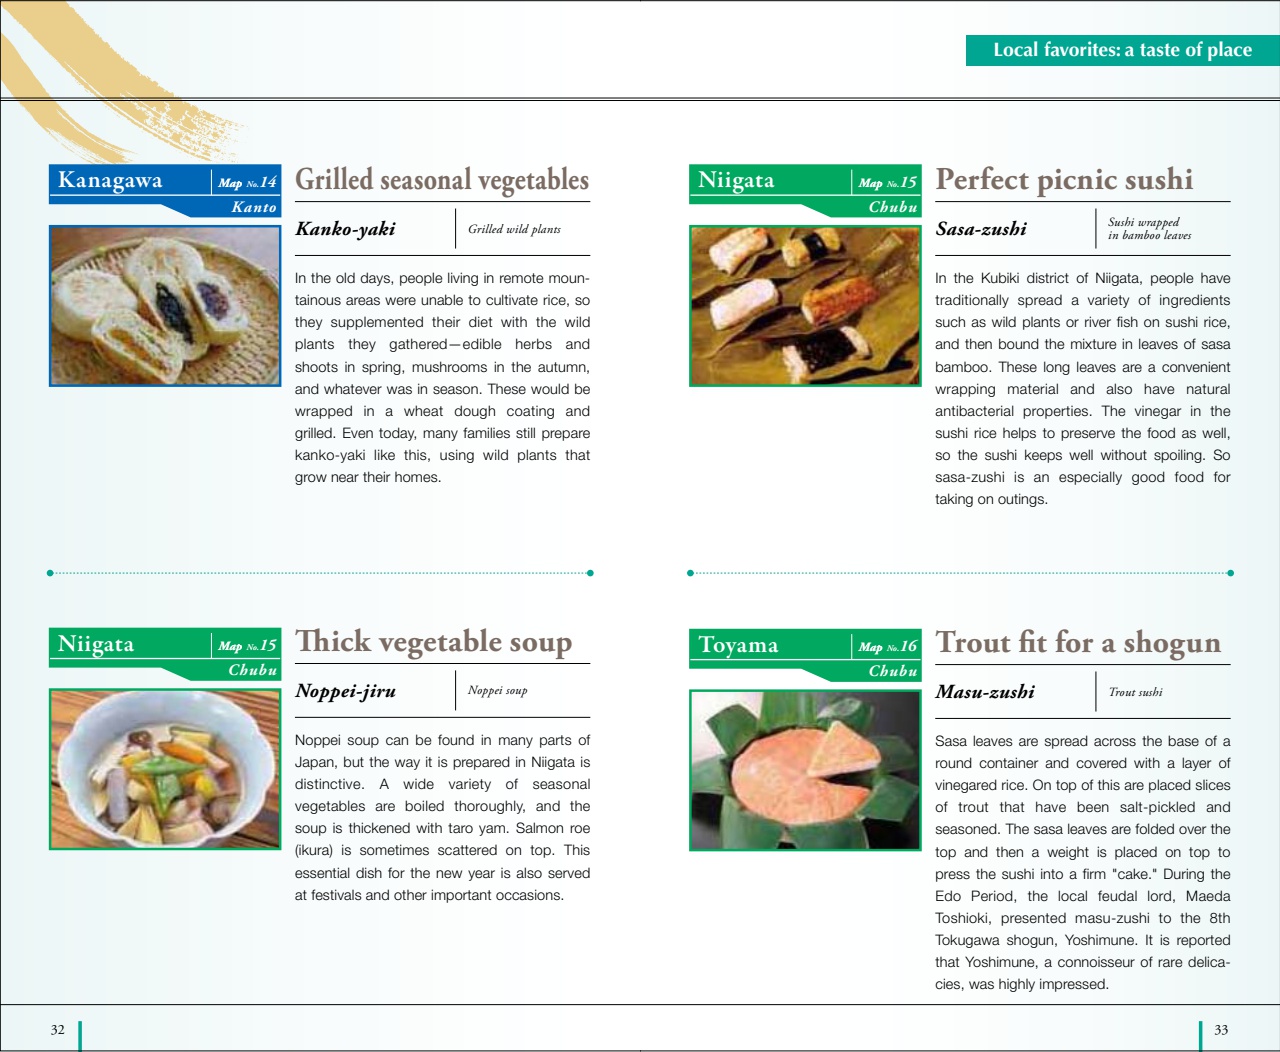 Local favorites: a taste of place
Kanagawa
Map No.14
Kanto
Grilled seasonal vegetables
Kanko-yaki
Grilled wild plants
In the old days, people living in remote moun-
tainous areas were unable to cultivate rice, so
they supplemented their diet with the wild
plants they gathered—edible herbs and
shoots in spring, mushrooms in the autumn,
and whatever was in season. These would be
wrapped in a wheat dough coating and
grilled. Even today, many families still prepare
kanko-yaki like this, using wild plants that
grow near their homes.
Niigata
Map No.15
Chubu
Thick vegetable soup
Noppei-jiru
Noppei soup
Noppei soup can be found in many parts of
Japan, but the way it is prepared in Niigata is
distinctive. A wide variety of seasonal
vegetables are boiled thoroughly, and the
soup is thickened with taro yam. Salmon roe
(ikura) is sometimes scattered on top. This
essential dish for the new year is also served
at festivals and other important occasions.
32
Niigata
Map No.15
Chubu
Perfect picnic sushi
Sasa-zushi
Sushi wrapped
in bamboo leaves
In the Kubiki district of Niigata, people have
traditionally spread a variety of ingredients
such as wild plants or river fish on sushi rice,
and then bound the mixture in leaves of sasa
bamboo. These long leaves are a convenient
wrapping material and also have natural
antibacterial properties. The vinegar in the
sushi rice helps to preserve the food as well,
so the sushi keeps well without spoiling. So
sasa-zushi is an especially good food for
taking on outings.
Toyama
Map No.16
Chubu
Trout fit for a shogun
Masu-zushi
Trout sushi
Sasa leaves are spread across the base of a
round container and covered with a layer of
vinegared rice. On top of this are placed slices
of trout that have been salt-pickled and
seasoned. The sasa leaves are folded over the
top and then a weight is placed on top to
press the sushi into a firm "cake." During the
Edo Period, the local feudal lord, Maeda
Toshioki, presented masu-zushi to the 8th
Tokugawa shogun, Yoshimune. It is reported
that Yoshimune, a connoisseur of rare delica-
cies, was highly impressed.
33